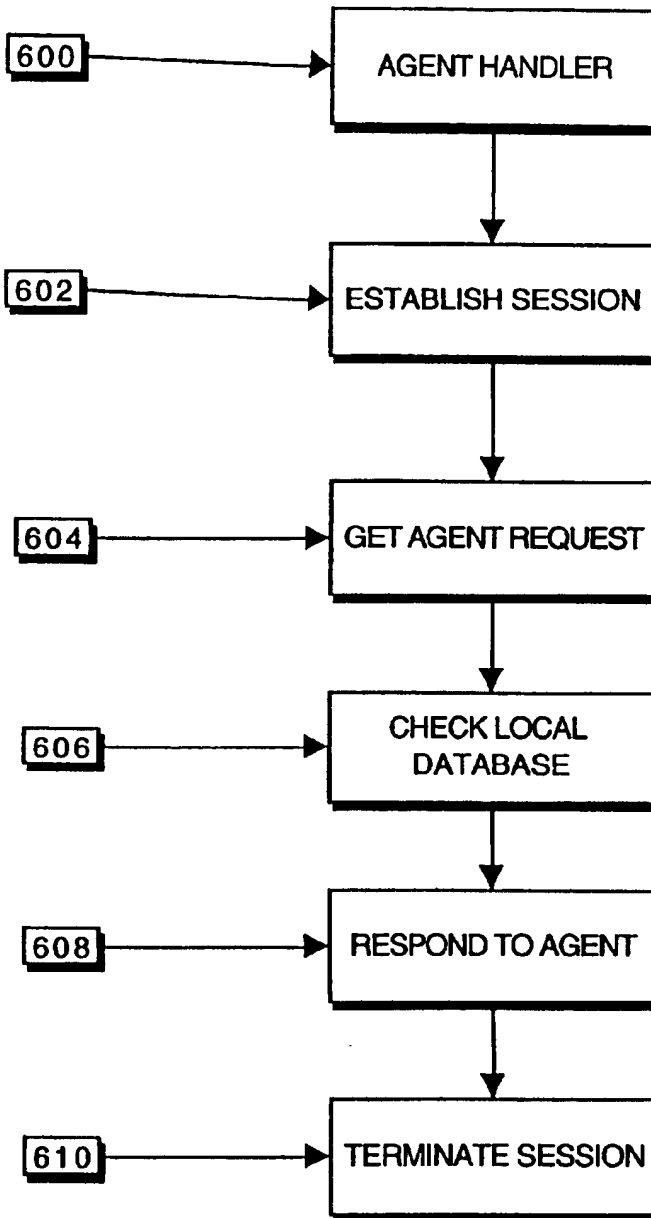 600
AGENT HANDLER
602
ESTABLISH SESSION
604
GET AGENT REQUEST
606
CHECK LOCAL
DATABASE
608
RESPOND TO AGENT
610
TERMINATE SESSION